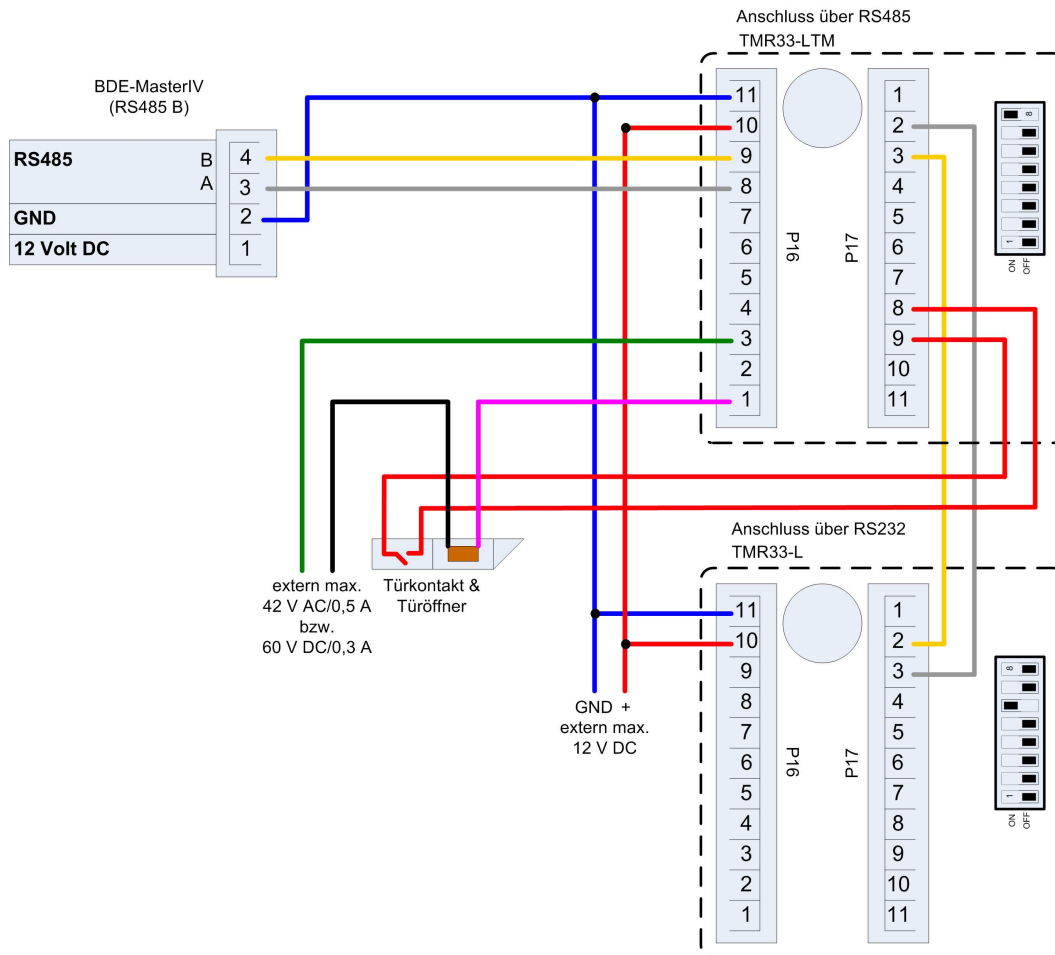 Anschluss über RS485
TMR33-LTM
BDE-MasterIV
(RS485 B)
RS485 B 4
A 3
GND 2
12 Volt DC 1
11
10
9
8
7
6
5
4
3
2
1
P16
P17
1
2
3
4
5
6
7
8
9
10
11
8
1
ON
OFF
extern max.
42 V AC/0,5 A
bzw.
60 V DC/0,3 A
Türkontakt &
Türöffner
GND +
extern max.
12 V DC
Anschluss über RS232
TMR33-L
11
10
9
8
7
6
5
4
3
2
1
P16
P17
1
2
3
4
5
6
7
8
9
10
11
8
1
ON
OFF